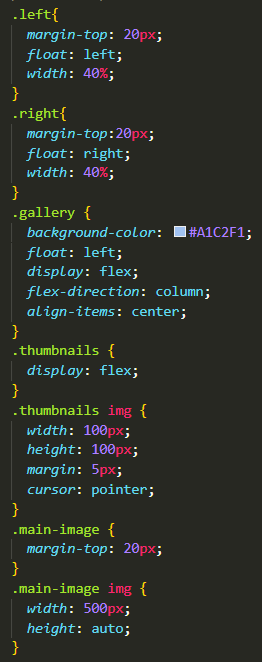 .left{
margin-top: 20px;
float: left;
width: 40%;
}
.right{
margin-top:20px;
float: right;
width: 40%;
}
.gallery {
background-color: #A1C2F1;
float: left;
display: flex;
flex-direction: column;
align-items: center;
}
.thumbnails {
display: flex;
}
.thumbnails img {
width: 100px;
height: 100px;
margin: 5px;
cursor: pointer;
}
.main-image {
margin-top: 20px;
}
.main-image img {
width: 500px;
height: auto;
}